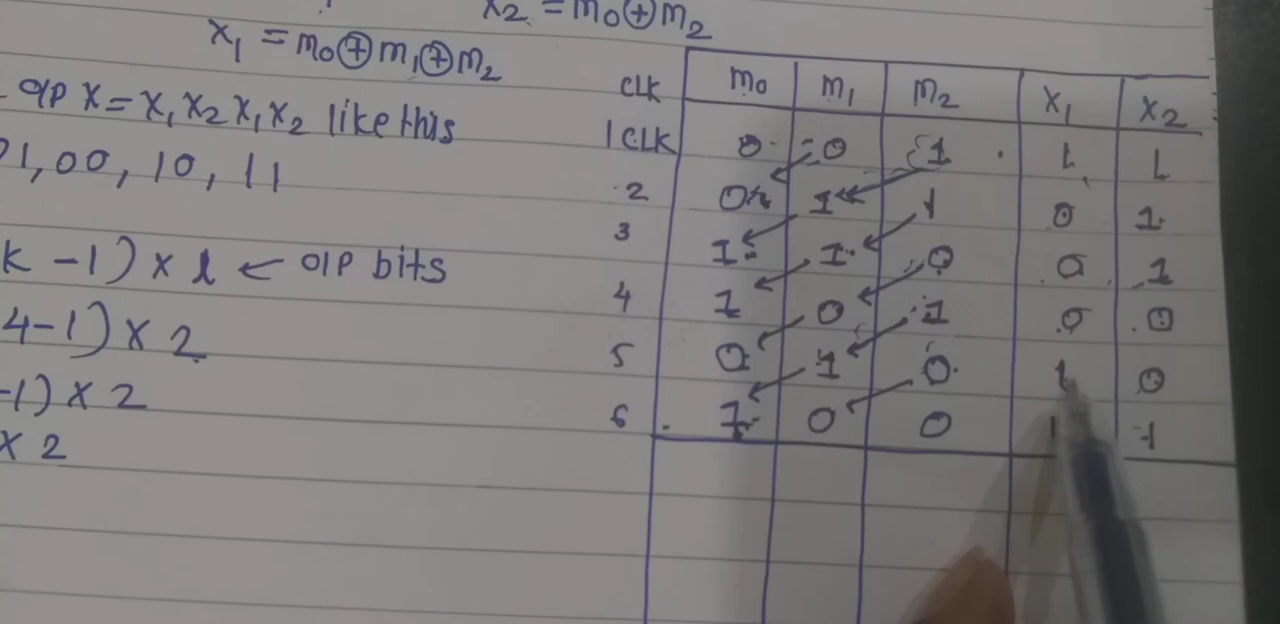 x2 = m0⊕m2
x1 = m0⊕m1⊕m2
o/p x = x1 x2 x1 x2 like this
01, 00, 10, 11
k -1) x l ← o/p bits
4-1) x 2
-1) x 2
x 2
CLK m0 m1 m2 x1 x2
1CLK 0 0 1 1 1
2 0 1 1 0 1
3 1 1 0 0 1
4 1 0 1 0 0
5 0 1 0 1 0
6 1 0 0 1 1